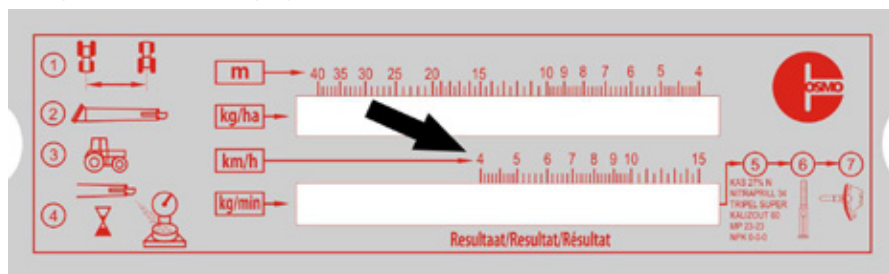 1
m
40 35 30 25 20 15 10 9 8 7 6 5 4
OSMO
2
kg/ha
3
km/h
4 5 6 7 8 9 10 15
5 6 7
4
kg/min
KAS 27% N
NITRAPRILL 34
TRIPEL SUPER
KALIZOUT 60
MP 23-23
NPK 0-0-0
Resultaat/Resultat/Résultat